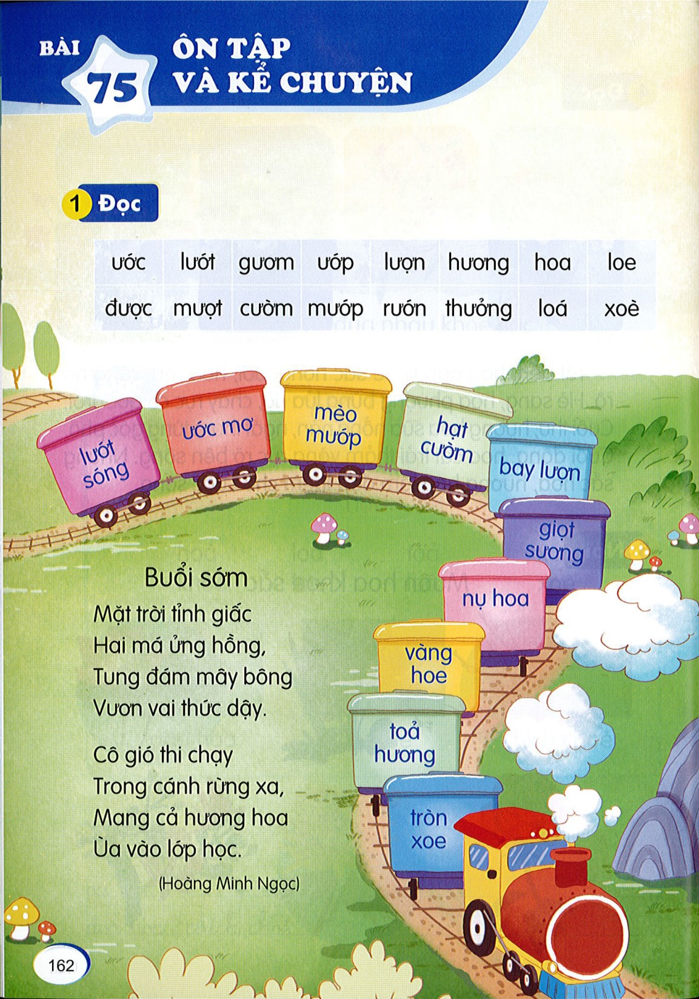 BÀI
75
ÔN TẬP
VÀ KỂ CHUYỆN
1 Đọc
ước lướt gươm ướp lượn hương hoa loe
được mượt cườm mướp rướn thưởng loá xoè
lướt
sóng
ước mơ
mèo
mướp
hạt
cườm
bay lượn
giọt
sương
nụ hoa
vàng
hoe
toả
hương
tròn
xoe
Buổi sớm
Mặt trời tỉnh giấc
Hai má ửng hồng,
Tung đám mây bông
Vươn vai thức dậy.
Cô gió thi chạy
Trong cánh rừng xa,
Mang cả hương hoa
Ùa vào lớp học.
(Hoàng Minh Ngọc)
162